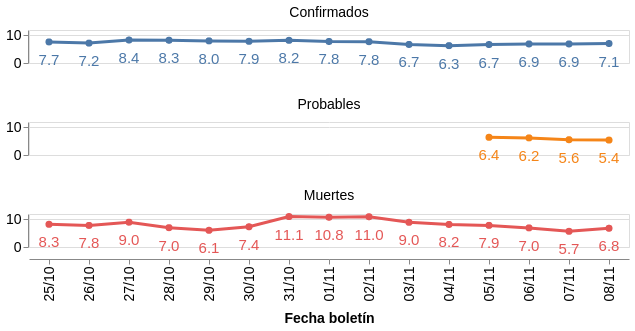 Confirmados
10
0
7.7 7.2 8.4 8.3 8.0 7.9 8.2 7.8 7.8 6.7 6.3 6.7 6.9 6.9 7.1
Probables
10
0
6.4 6.2 5.6 5.4
Muertes
10
0
8.3 7.8 9.0 7.0 6.1 7.4 11.1 10.8 11.0 9.0 8.2 7.9 7.0 5.7 6.8
25/10 26/10 27/10 28/10 29/10 30/10 31/10 01/11 02/11 03/11 04/11 05/11 06/11 07/11 08/11
Fecha boletín